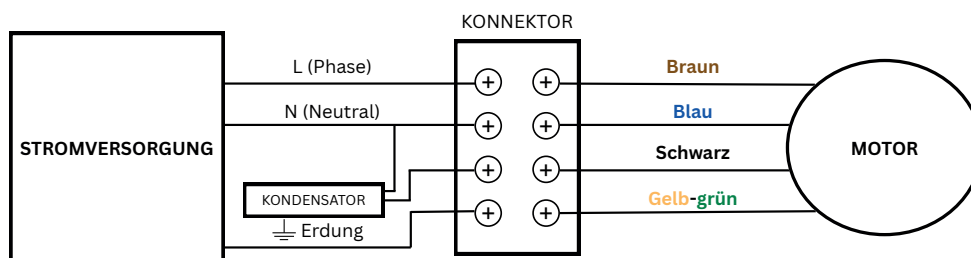 KONNEKTOR
L (Phase)
Braun
N (Neutral)
Blau
STROMVERSORGUNG
Schwarz
MOTOR
KONDENSATOR
Gelb-grün
Erdung